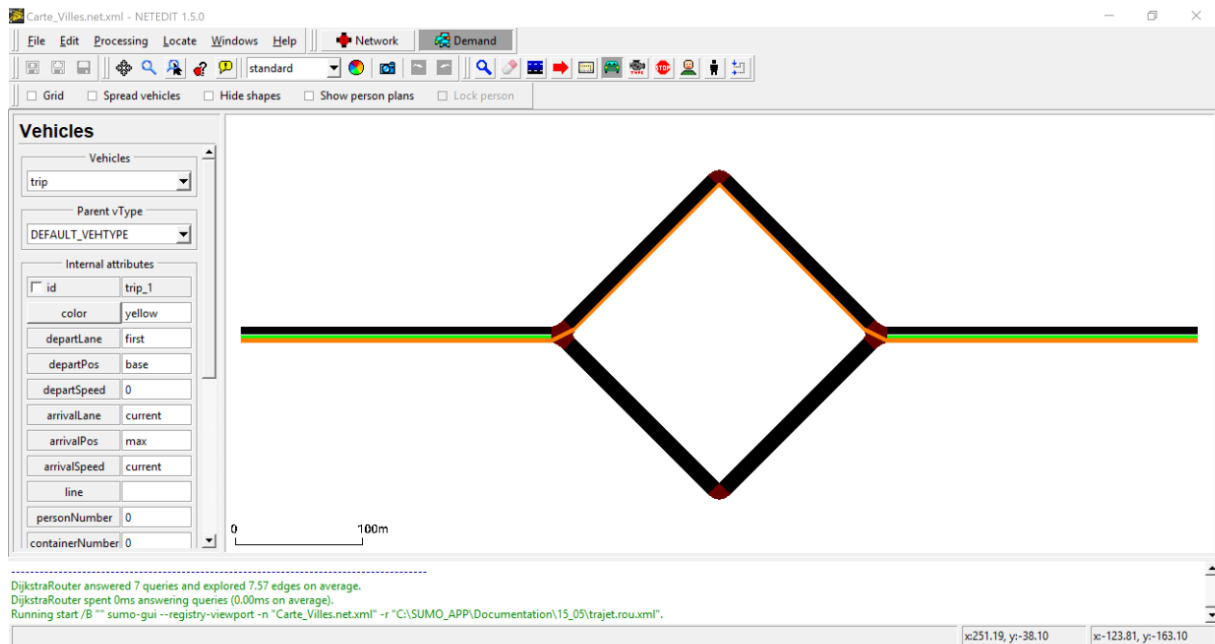 Carte_Villes.net.xml - NETEDIT 1.5.0
File Edit Processing Locate Windows Help Network Demand
standard
Grid Spread vehicles Hide shapes Show person plans Lock person
Vehicles
Vehicles
trip
Parent vType
DEFAULT_VEHTYPE
Internal attributes
id trip_1
color yellow
departLane first
departPos base
departSpeed 0
arrivalLane current
arrivalPos max
arrivalSpeed current
line
personNumber 0
containerNumber 0
0 100m
DijkstraRouter answered 7 queries and explored 7.57 edges on average.
DijkstraRouter spent 0ms answering queries (0.00ms on average).
Running start /B "" sumo-gui --registry-viewport -n "Carte_Villes.net.xml" -r "C:\SUMO_APP\Documentation\15_05\trajet.rou.xml".
x:251.19, y:-38.10 x:-123.81, y:-163.10